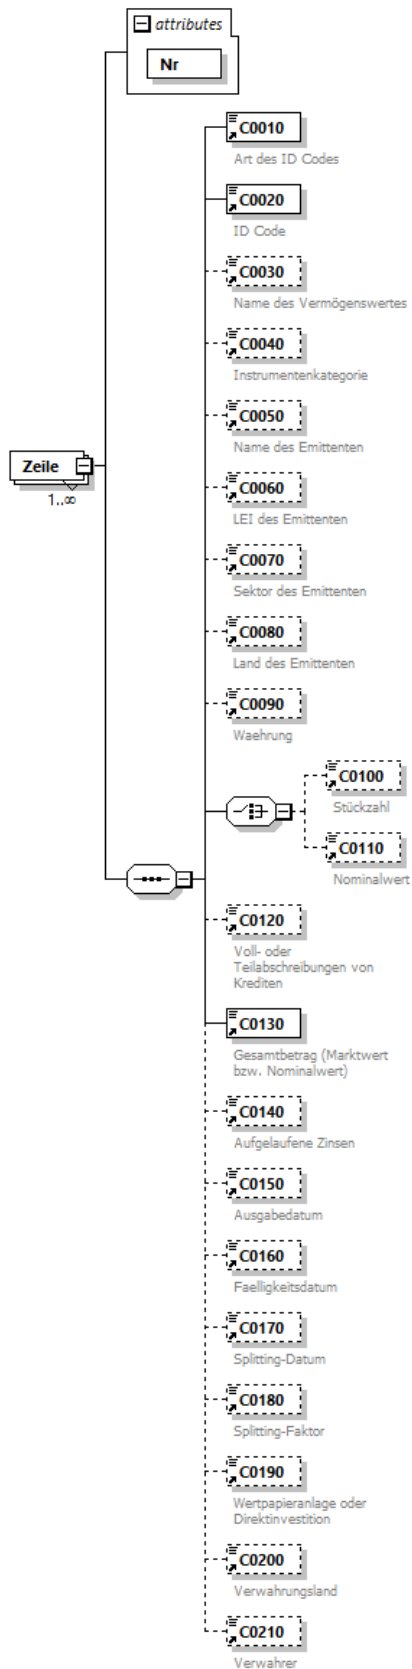 attributes
Nr
C0010
Art des ID Codes
C0020
ID Code
C0030
Name des Vermögenswertes
C0040
Instrumentenkategorie
C0050
Name des Emittenten
Zeile
1..∞
C0060
LEI des Emittenten
C0070
Sektor des Emittenten
C0080
Land des Emittenten
C0090
Waehrung
C0100
Stückzahl
C0110
Nominalwert
C0120
Voll- oder
Teilabschreibungen von
Krediten
C0130
Gesamtbetrag (Marktwert
bzw. Nominalwert)
C0140
Aufgelaufene Zinsen
C0150
Ausgabedatum
C0160
Faelligkeitsdatum
C0170
Splitting-Datum
C0180
Splitting-Faktor
C0190
Wertpapieranlage oder
Direktinvestition
C0200
Verwahrungsland
C0210
Verwahrer